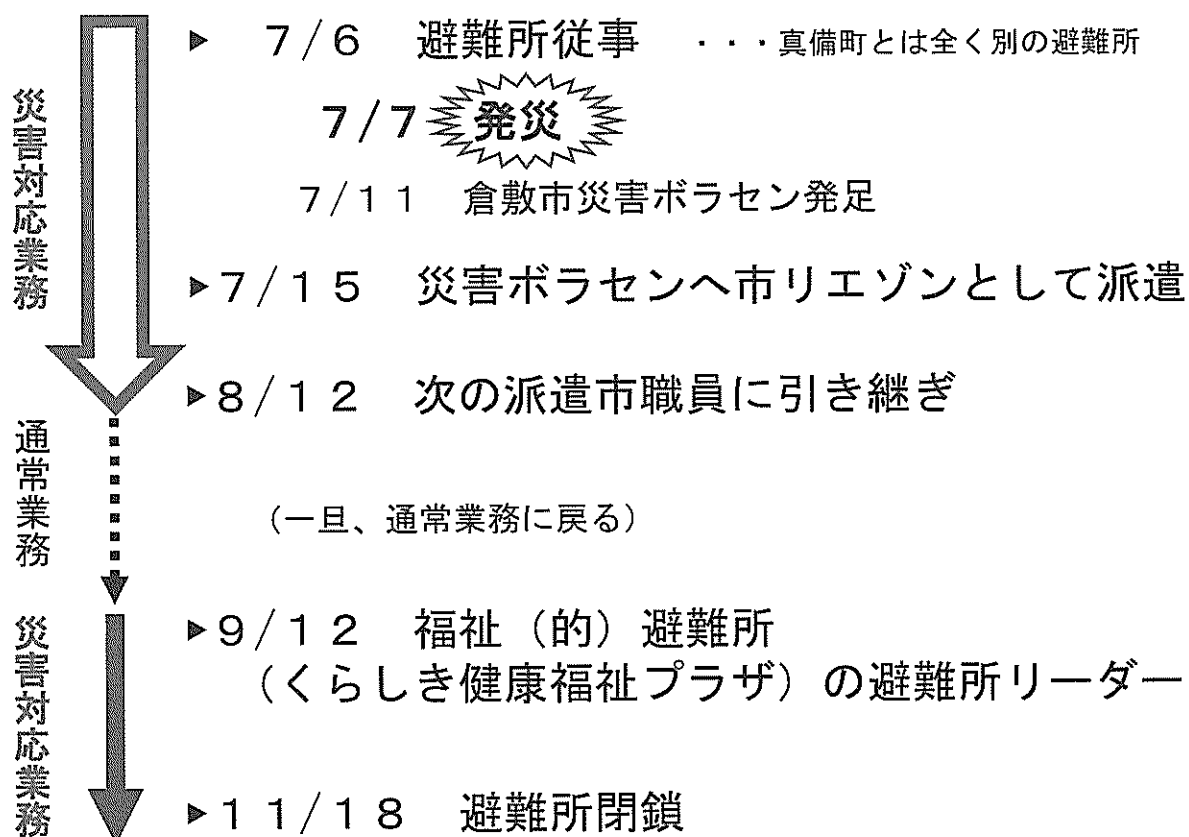 ▶ 7/6 避難所従事 ・・・真備町とは全く別の避難所
7/7 発災
7/11 倉敷市災害ボラセン発足
▶7/15 災害ボラセンへ市リエゾンとして派遣
▶8/12 次の派遣市職員に引き継ぎ
(一旦、通常業務に戻る)
▶9/12 福祉(的)避難所
(くらしき健康福祉プラザ)の避難所リーダー
▶11/18 避難所閉鎖
災害対応業務
通常業務
災害対応業務